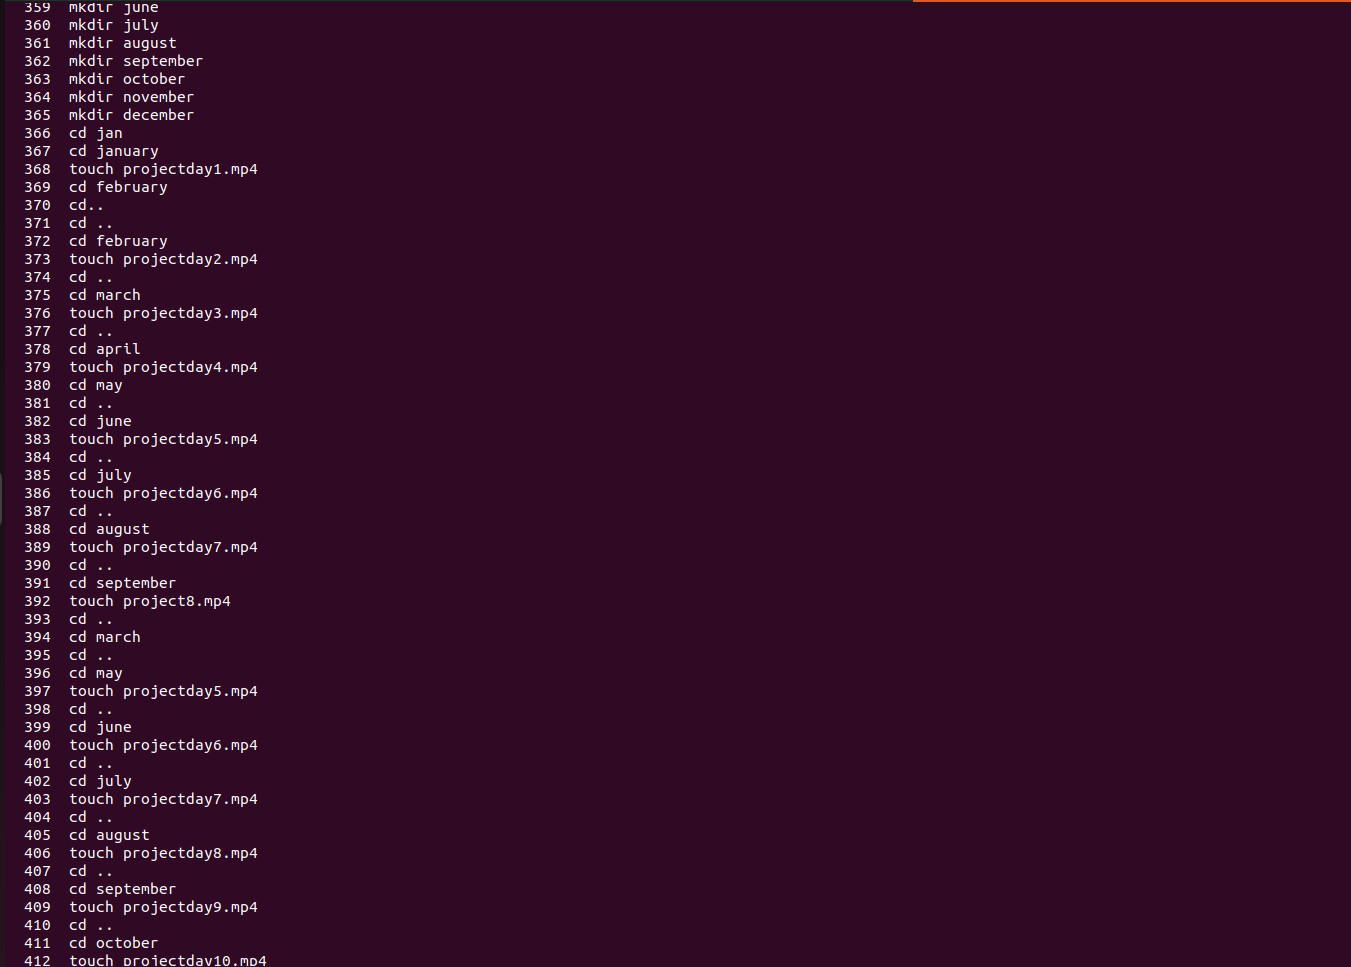 359 mkdir june
360 mkdir july
361 mkdir august
362 mkdir september
363 mkdir october
364 mkdir november
365 mkdir december
366 cd jan
367 cd january
368 touch projectday1.mp4
369 cd february
370 cd..
371 cd ..
372 cd february
373 touch projectday2.mp4
374 cd ..
375 cd march
376 touch projectday3.mp4
377 cd ..
378 cd april
379 touch projectday4.mp4
380 cd may
381 cd ..
382 cd june
383 touch projectday5.mp4
384 cd ..
385 cd july
386 touch projectday6.mp4
387 cd ..
388 cd august
389 touch projectday7.mp4
390 cd ..
391 cd september
392 touch project8.mp4
393 cd ..
394 cd march
395 cd ..
396 cd may
397 touch projectday5.mp4
398 cd ..
399 cd june
400 touch projectday6.mp4
401 cd ..
402 cd july
403 touch projectday7.mp4
404 cd ..
405 cd august
406 touch projectday8.mp4
407 cd ..
408 cd september
409 touch projectday9.mp4
410 cd ..
411 cd october
412 touch projectday10.mp4